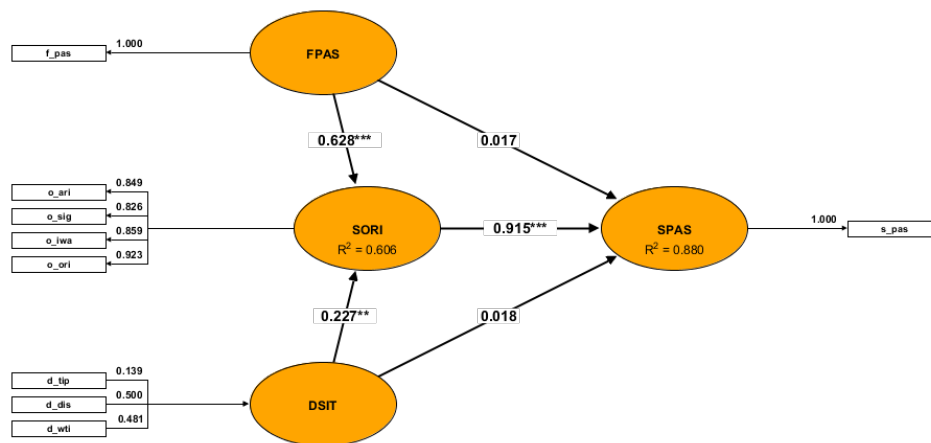 1.000
f_pas
FPAS
0.628***
0.017
0.849
o_ari
0.826
o_sig
0.859
o_iwa
0.923
o_ori
SORI
R² = 0.606
0.915***
SPAS
R² = 0.880
1.000
s_pas
0.227**
0.018
0.139
d_tip
0.500
d_dis
0.481
d_wti
DSIT